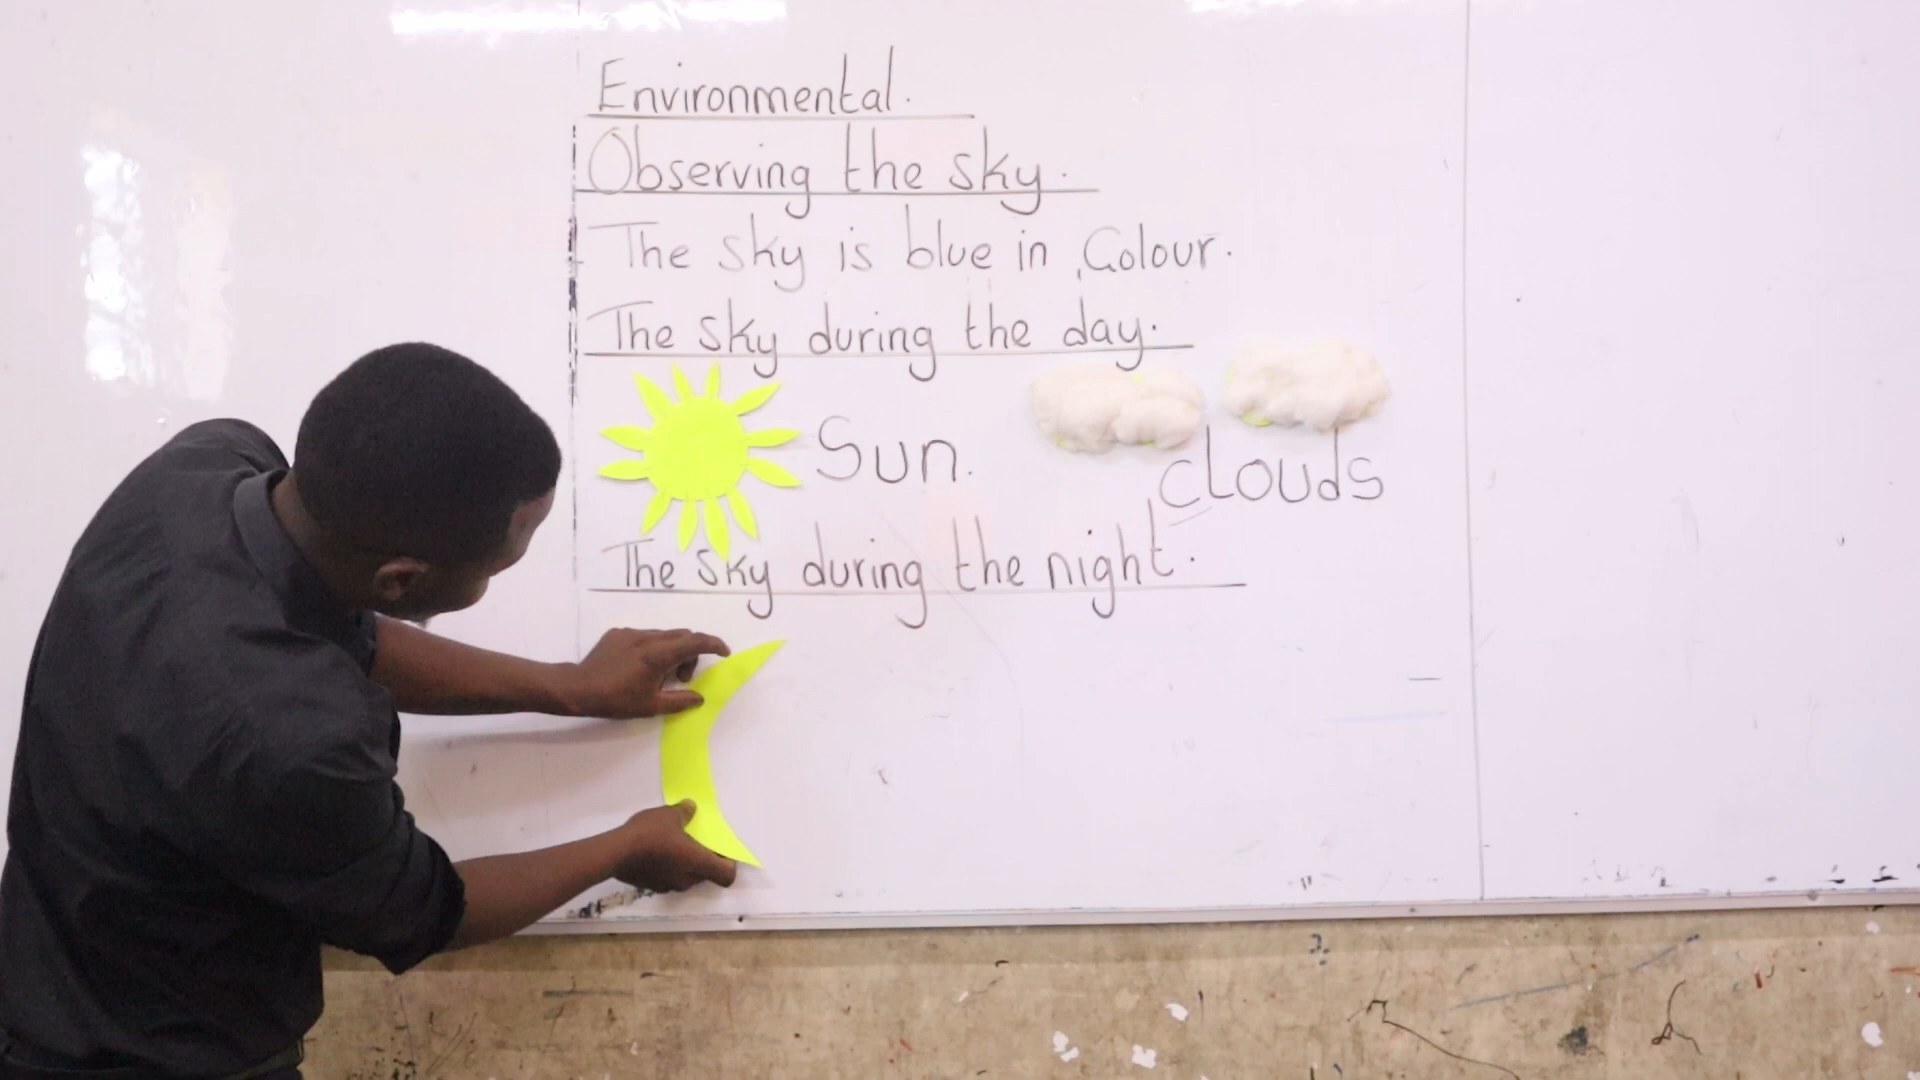 Environmental.
Observing the sky.
The sky is blue in Colour.
The sky during the day.
Sun.
clouds
The sky during the night.